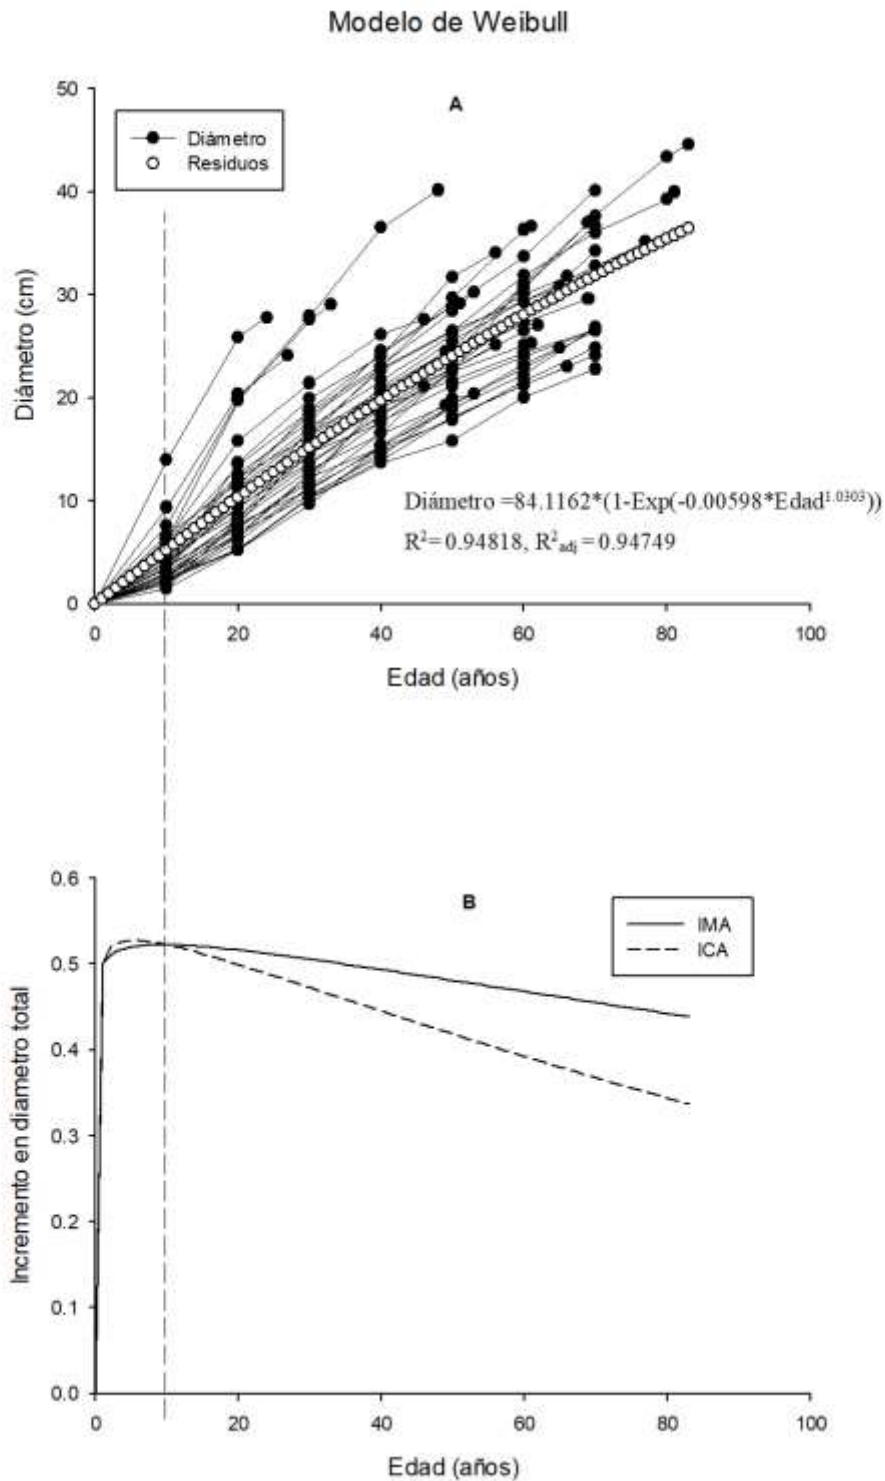 Modelo de Weibull
A
50
40
30
20
10
0
Diámetro (cm)
Diámetro
Residuos
Diámetro =84.1162*(1-Exp(-0.00598*Edad^1.0303))
R²= 0.94818, R²adj = 0.94749
0 20 40 60 80 100
Edad (años)
B
0.6
0.5
0.4
0.3
0.2
0.1
0.0
Incremento en diametro total
IMA
ICA
0 20 40 60 80 100
Edad (años)